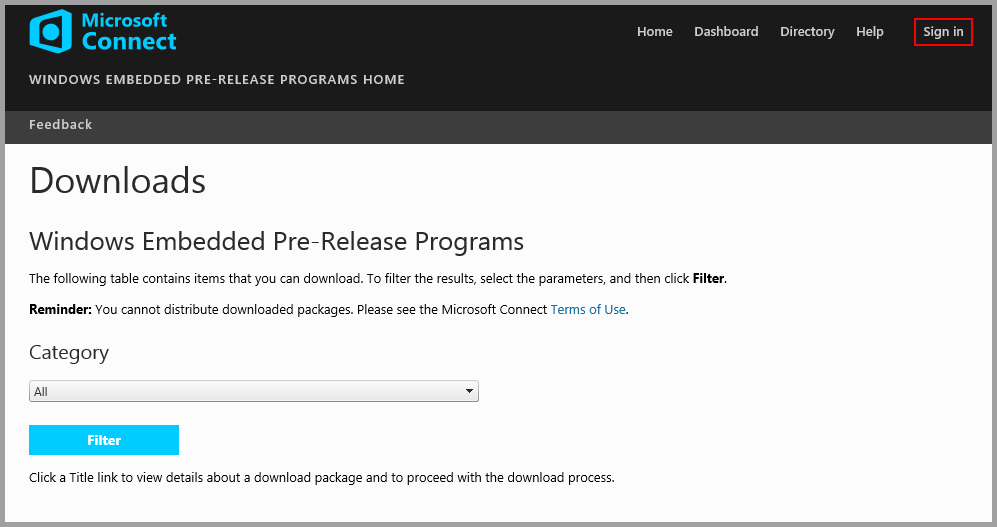 Microsoft
Connect
Home Dashboard Directory Help Sign in
WINDOWS EMBEDDED PRE-RELEASE PROGRAMS HOME
Feedback
Downloads
Windows Embedded Pre-Release Programs
The following table contains items that you can download. To filter the results, select the parameters, and then click Filter.
Reminder: You cannot distribute downloaded packages. Please see the Microsoft Connect Terms of Use.
Category
All
Filter
Click a Title link to view details about a download package and to proceed with the download process.